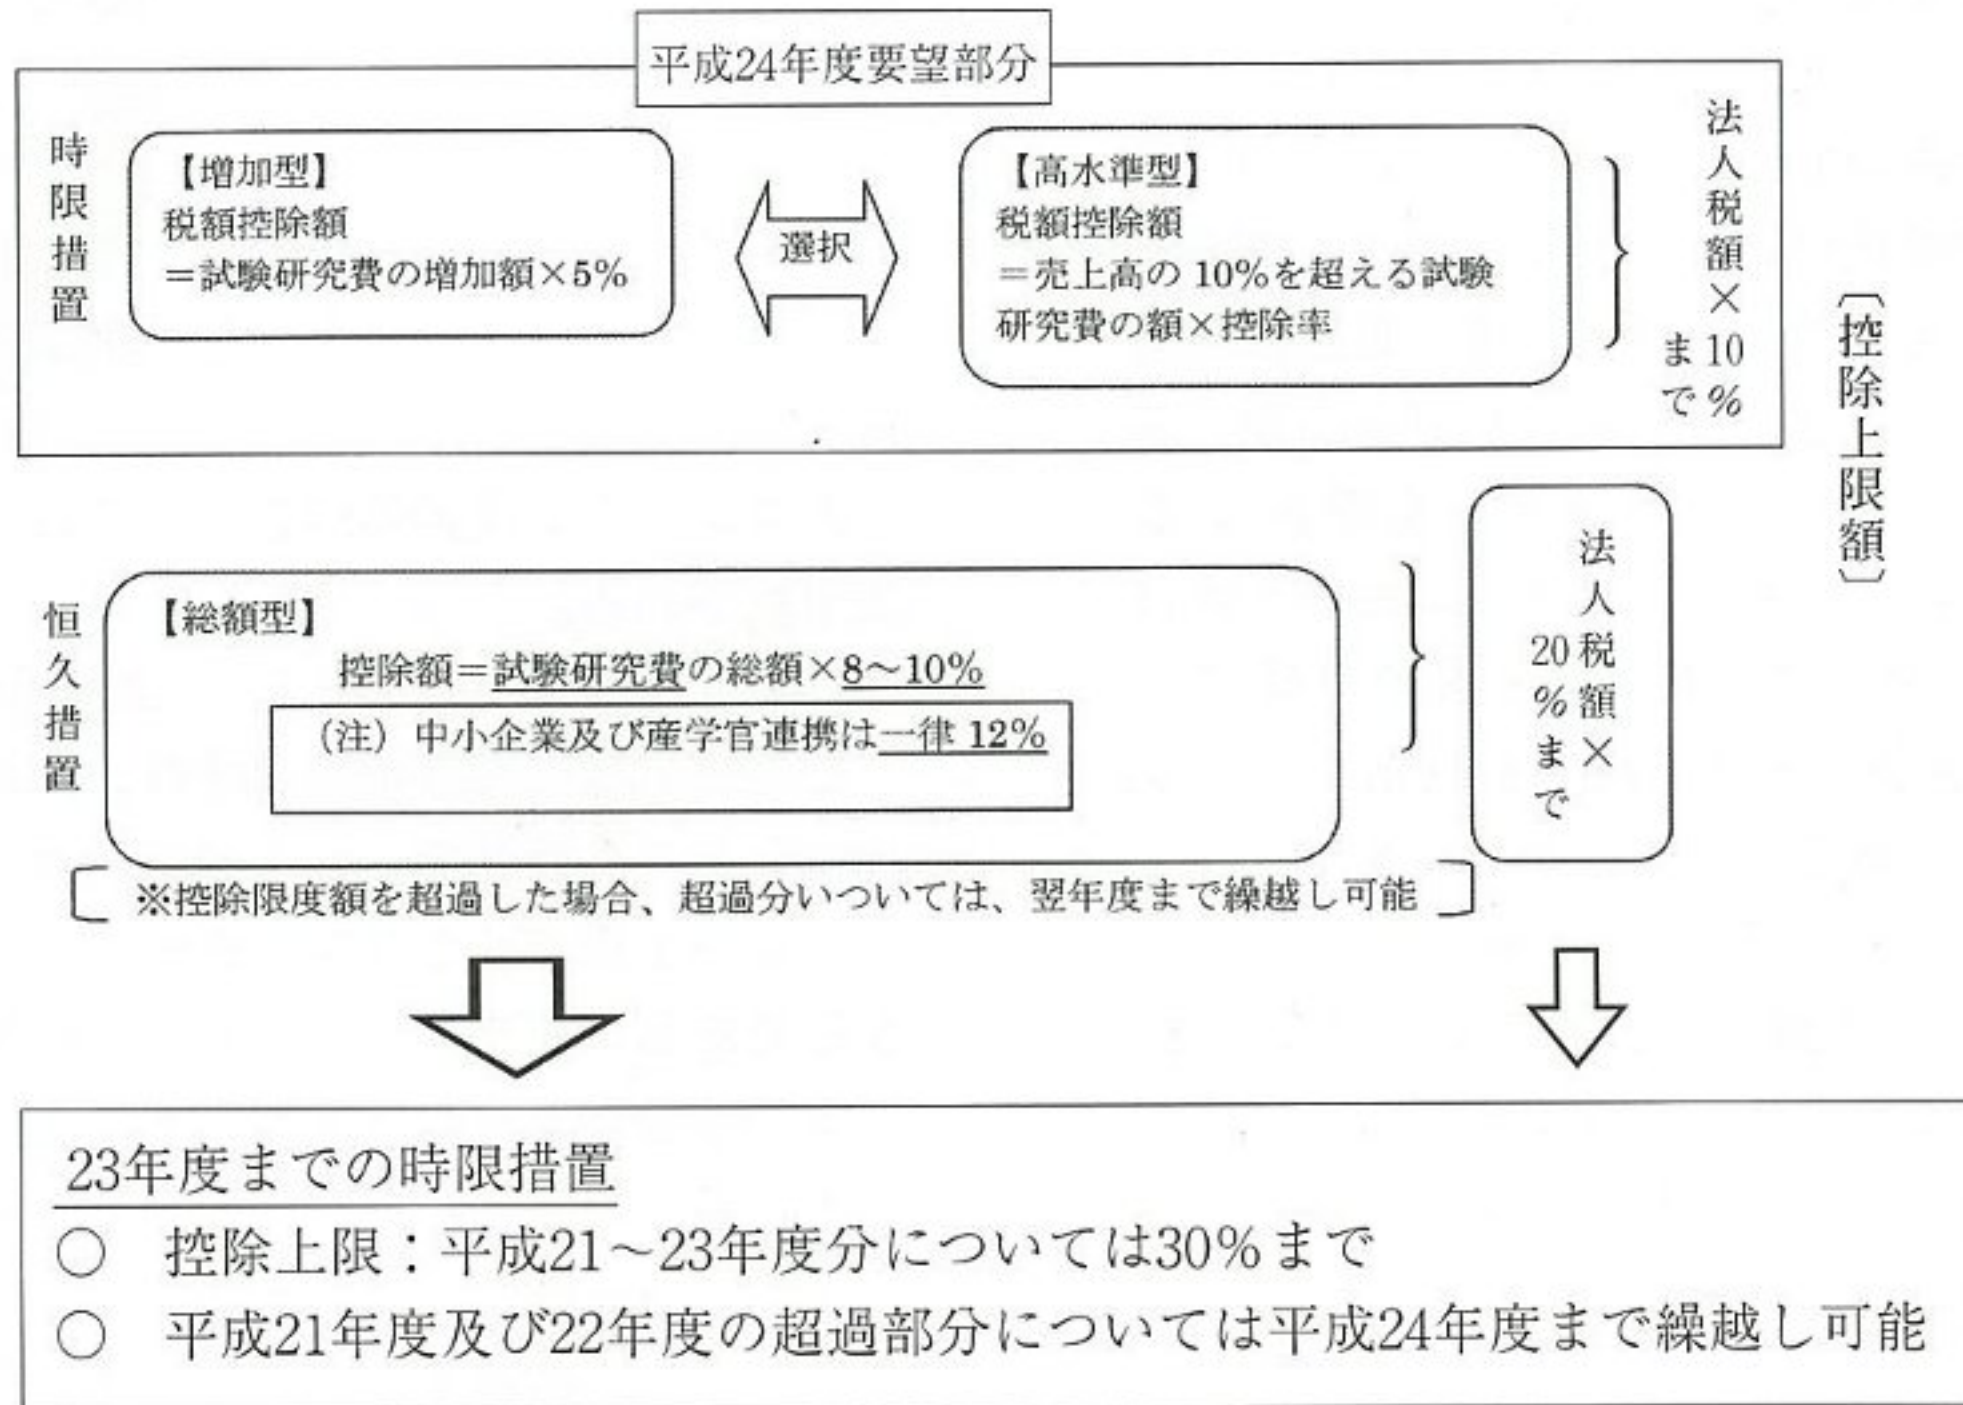 平成24年度要望部分
時限措置
【増加型】
税額控除額
＝試験研究費の増加額×5%
選択
【高水準型】
税額控除額
＝売上高の 10%を超える試験
研究費の額×控除率
法人税額×10%
まで
〔控除上限額〕
恒久措置
【総額型】
控除額＝試験研究費の総額×8～10%
（注）中小企業及び産学官連携は一律 12%
法人税額×
20%まで
※控除限度額を超過した場合、超過分いついては、翌年度まで繰越し可能
23年度までの時限措置
○　控除上限：平成21～23年度分については30%まで
○　平成21年度及び22年度の超過部分については平成24年度まで繰越し可能